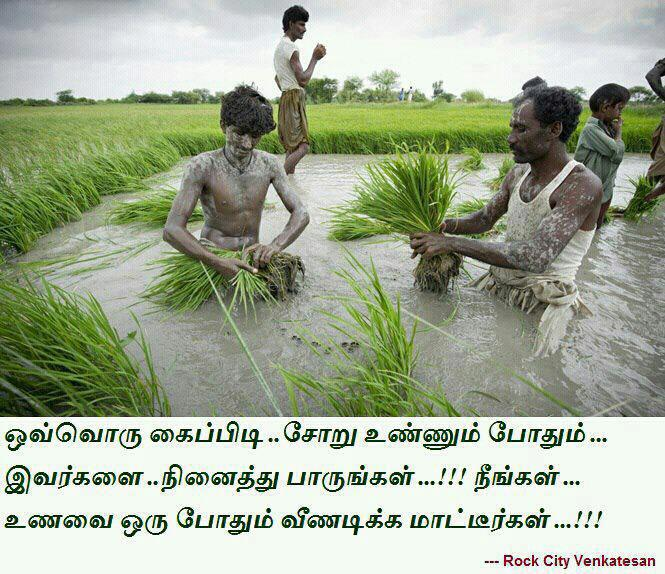 ஒவ்வொரு கைப்பிடி ..சோறு உண்ணும் போதும் ...
இவர்களை ..நினைத்து பாருங்கள் ...!!! நீங்கள் ...
உணவை ஒரு போதும் வீணடிக்க மாட்டீர்கள் ...!!!
--- Rock City Venkatesan